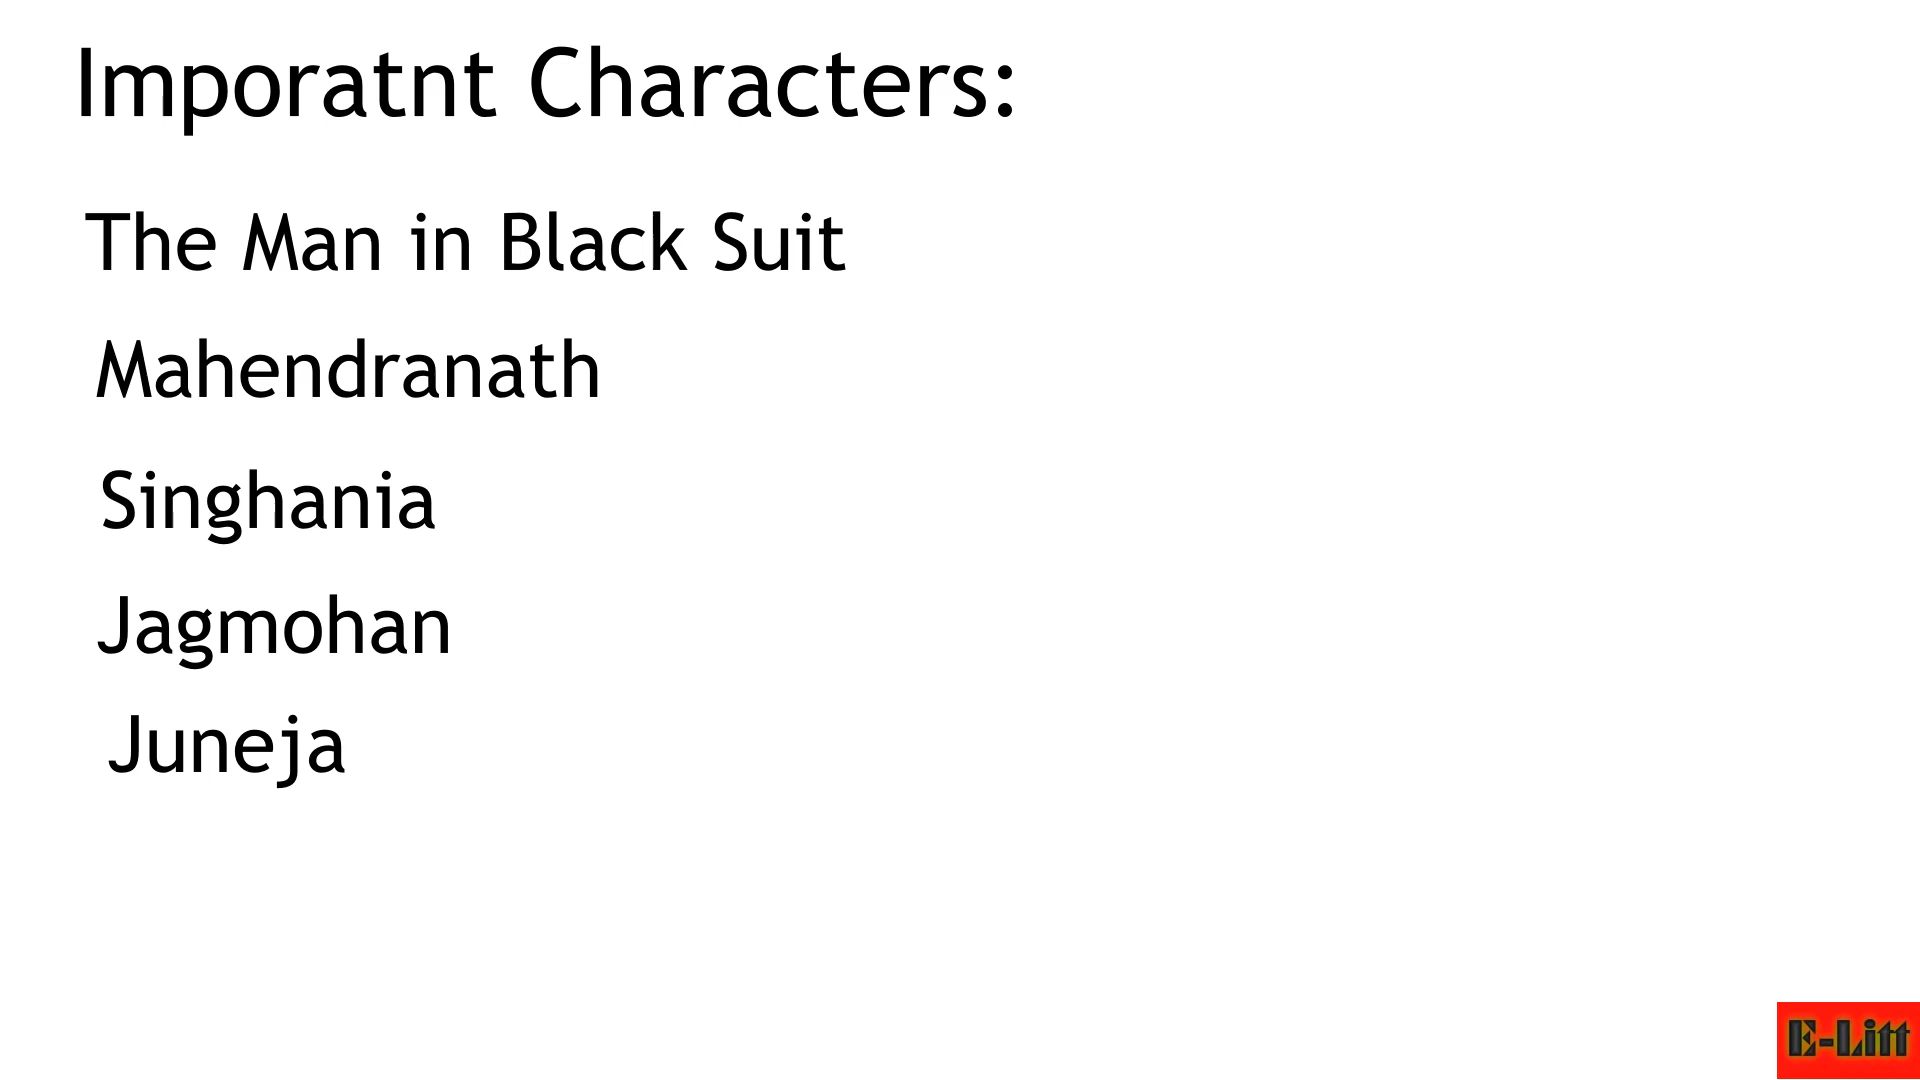 Imporatnt Characters:
The Man in Black Suit
Mahendranath
Singhania
Jagmohan
Juneja
E-Litt